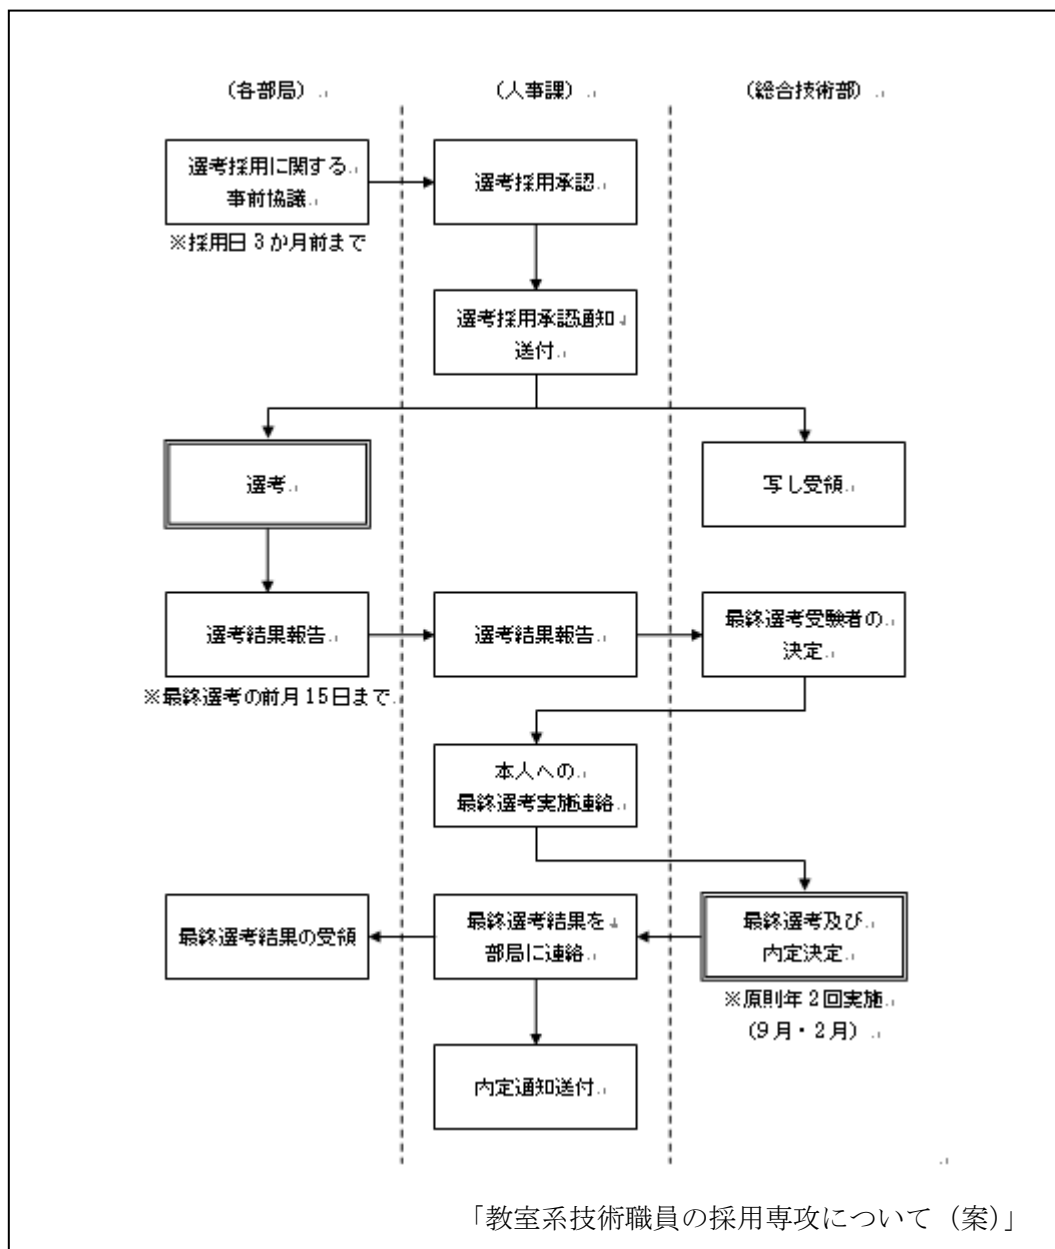 (各部局) (人事課) (総合技術部)
選考採用に関する
事前協議
選考採用承認
※採用日3か月前まで
選考採用承認通知
送付
選考
写し受領
選考結果報告
選考結果報告
最終選考受験者の
決定
※最終選考の前月15日まで
本人への
最終選考実施連絡
最終選考結果の受領
最終選考結果を
部局に連絡
最終選考及び
内定決定
※原則年2回実施
(9月・2月)
内定通知送付
「教室系技術職員の採用専攻について(案)」